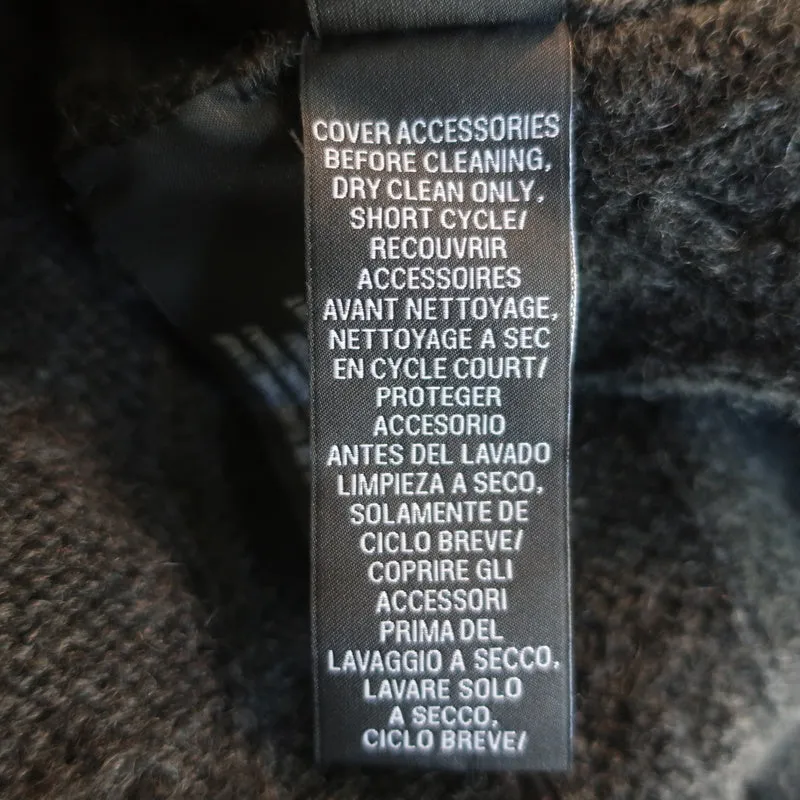 COVER ACCESSORIES
BEFORE CLEANING,
DRY CLEAN ONLY,
SHORT CYCLE/
RECOUVRIR
ACCESSOIRES
AVANT NETTOYAGE,
NETTOYAGE A SEC
EN CYCLE COURT/
PROTEGER
ACCESORIO
ANTES DEL LAVADO
LIMPIEZA A SECO,
SOLAMENTE DE
CICLO BREVE/
COPRIRE GLI
ACCESSORI
PRIMA DEL
LAVAGGIO A SECCO,
LAVARE SOLO
A SECCO,
CICLO BREVE/